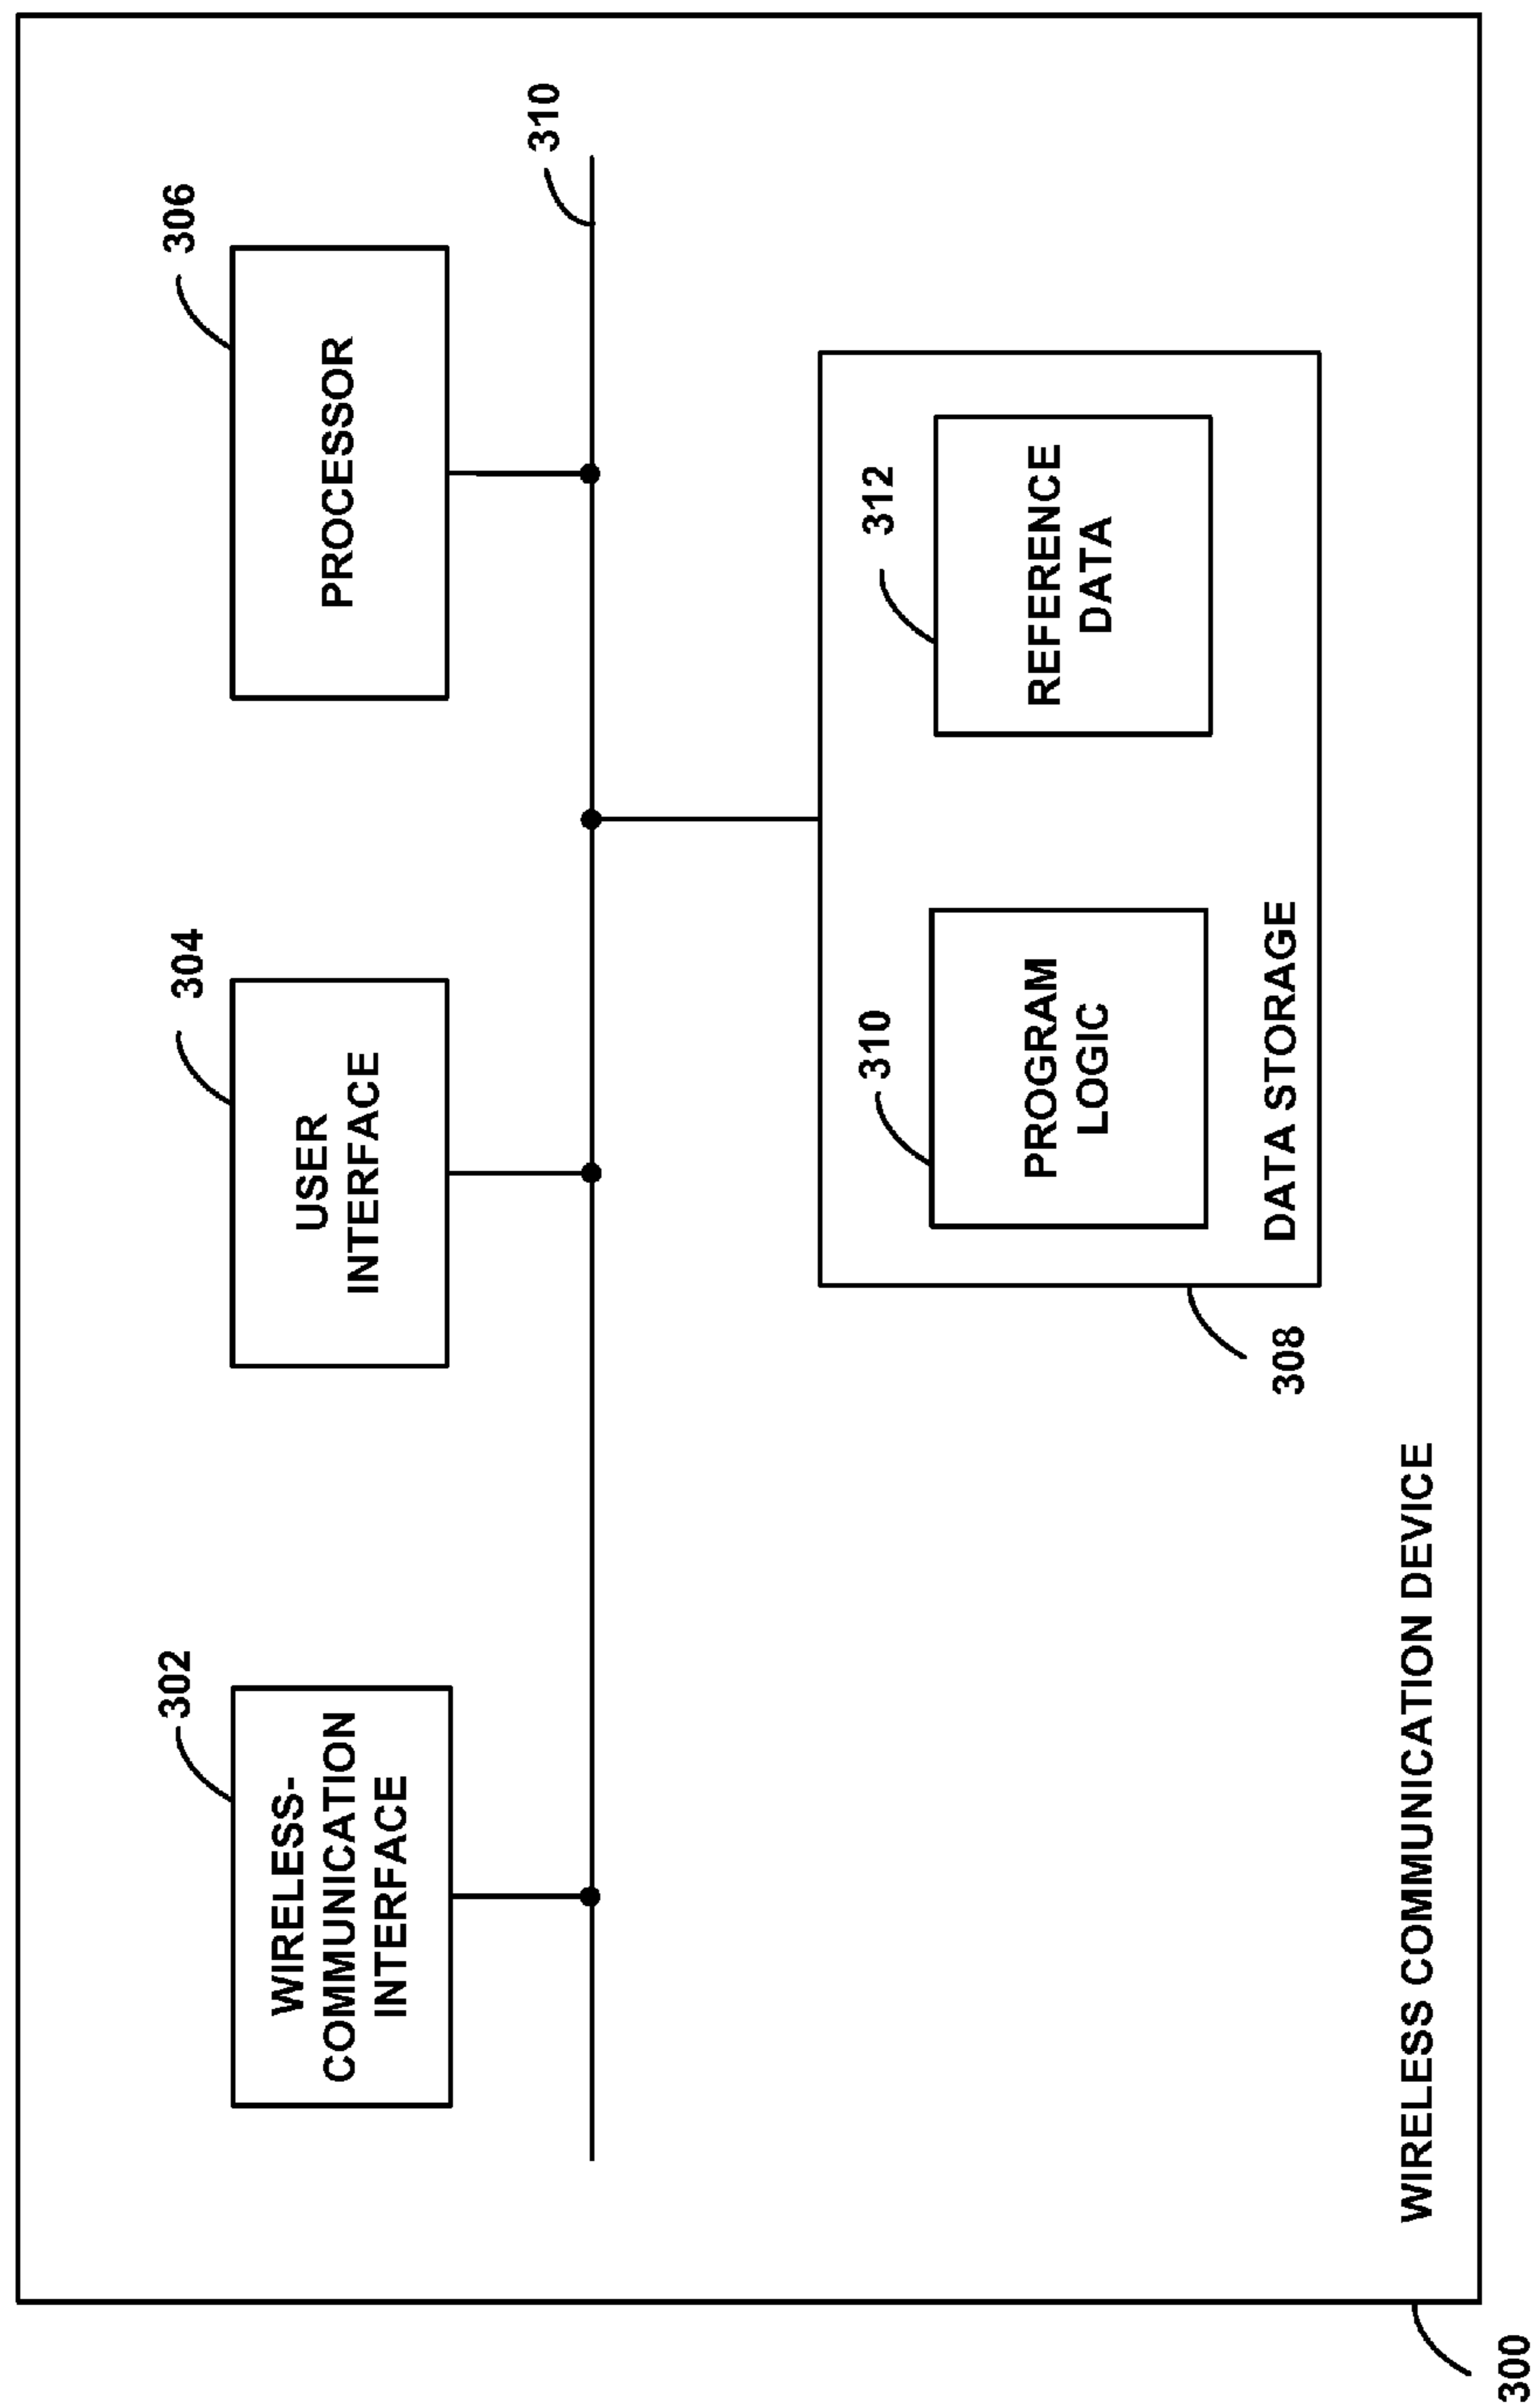 302
WIRELESS-
COMMUNICATION
INTERFACE
304
USER
INTERFACE
306
PROCESSOR
310
310
PROGRAM
LOGIC
312
REFERENCE
DATA
DATA STORAGE
308
WIRELESS COMMUNICATION DEVICE
300